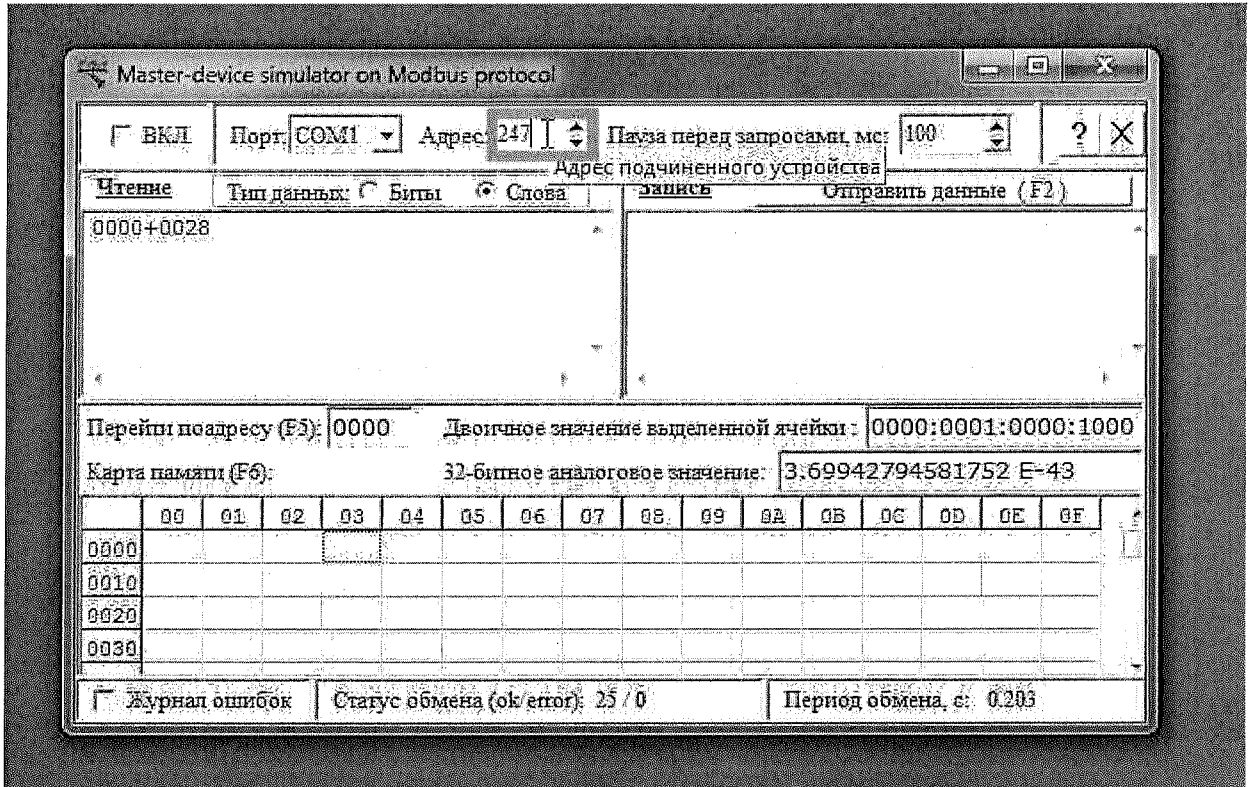 Master-device simulator on Modbus protocol
ВКЛ Порт: COM1 Адрес: 247 Пауза перед запросами, мс: 100 ?
Адрес подчиненного устройства
Чтение Тип данных: Биты Слова Запись Отправить данные (F2)
0000+0028
Перейти по адресу (F5): 0000 Двоичное значение выделенной ячейки : 0000:0001:0000:1000
Карта памяти (F6): 32-битное аналоговое значение: 3.69942794581752 E-43
00 01 02 03 04 05 06 07 08 09 0A 0B 0C 0D 0E 0F
0000
0010
0020
0030
Журнал ошибок Статус обмена (ok/error): 25 / 0 Период обмена, с: 0.203